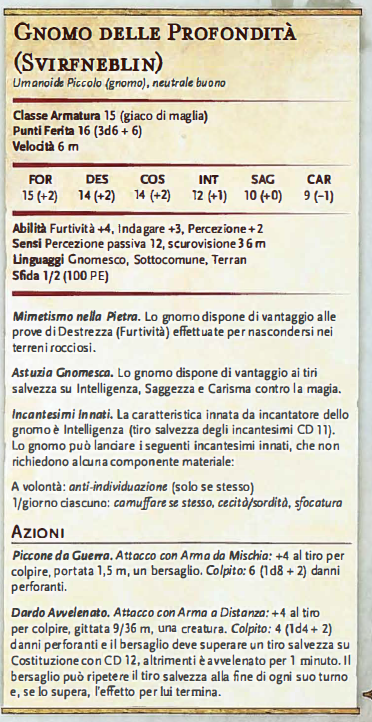 Gnomo delle Profondità
(Svirfneblin)
Umanoide Piccolo (gnomo), neutrale buono
Classe Armatura 15 (giaco di maglia)
Punti Ferita 16 (3d6 + 6)
Velocità 6 m
FOR DES COS INT SAG CAR
15 (+2) 14 (+2) 14 (+2) 12 (+1) 10 (+0) 9 (−1)
Abilità Furtività +4, Indagare +3, Percezione +2
Sensi Percezione passiva 12, scurovisione 36 m
Linguaggi Gnomesco, Sottocomune, Terran
Sfida 1/2 (100 PE)
Mimetismo nella Pietra. Lo gnomo dispone di vantaggio alle
prove di Destrezza (Furtività) effettuate per nascondersi nei
terreni rocciosi.
Astuzia Gnomesca. Lo gnomo dispone di vantaggio ai tiri
salvezza su Intelligenza, Saggezza e Carisma contro la magia.
Incantesimi Innati. La caratteristica innata da incantatore dello
gnomo è Intelligenza (tiro salvezza degli incantesimi CD 11).
Lo gnomo può lanciare i seguenti incantesimi innati, che non
richiedono alcuna componente materiale:
A volontà: anti-individuazione (solo se stesso)
1/giorno ciascuno: camuffare se stesso, cecità/sordità, sfocatura
Azioni
Piccone da Guerra. Attacco con Arma da Mischia: +4 al tiro per
colpire, portata 1,5 m, un bersaglio. Colpito: 6 (1d8 + 2) danni
perforanti.
Dardo Avvelenato. Attacco con Arma a Distanza: +4 al tiro
per colpire, gittata 9/36 m, una creatura. Colpito: 4 (1d4 + 2)
danni perforanti e il bersaglio deve superare un tiro salvezza su
Costituzione con CD 12, altrimenti è avvelenato per 1 minuto. Il
bersaglio può ripetere il tiro salvezza alla fine di ogni suo turno
e, se lo supera, l'effetto per lui termina.